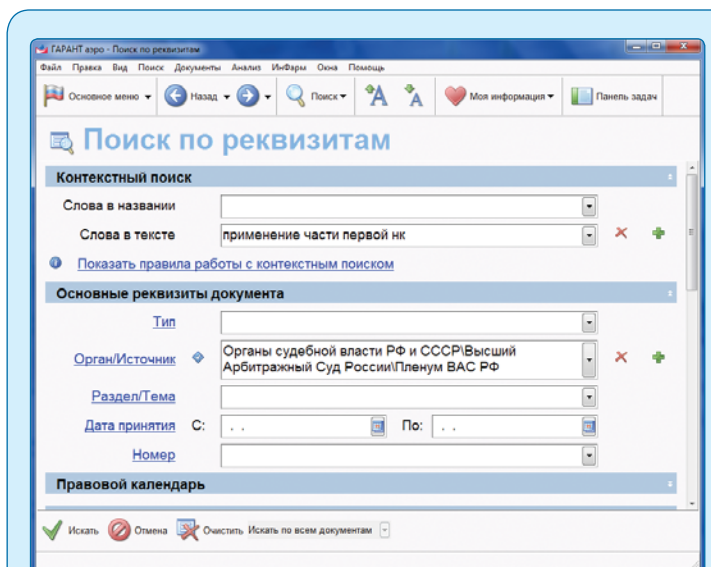 ГАРАНТ аэро - Поиск по реквизитам
Файл Правка Вид Поиск Документы Анализ ИнФарм Окна Помощь
Основное меню Назад Поиск А А Моя информация Панель задач
Поиск по реквизитам
Контекстный поиск
Слова в названии
Слова в тексте применение части первой нк
Показать правила работы с контекстным поиском
Основные реквизиты документа
Тип
Орган/Источник Органы судебной власти РФ и СССР\Высший
Арбитражный Суд России\Пленум ВАС РФ
Раздел/Тема
Дата принятия С: . . По: . .
Номер
Правовой календарь
Искать Отмена Очистить Искать по всем документам